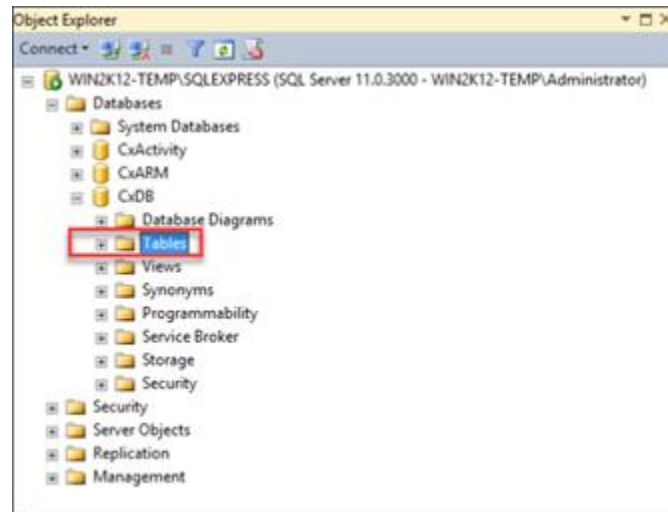 Object Explorer
Connect
WIN2K12-TEMP\SQLEXPRESS (SQL Server 11.0.3000 - WIN2K12-TEMP\Administrator)
Databases
System Databases
CxActivity
CxARM
CxDB
Database Diagrams
Tables
Views
Synonyms
Programmability
Service Broker
Storage
Security
Security
Server Objects
Replication
Management